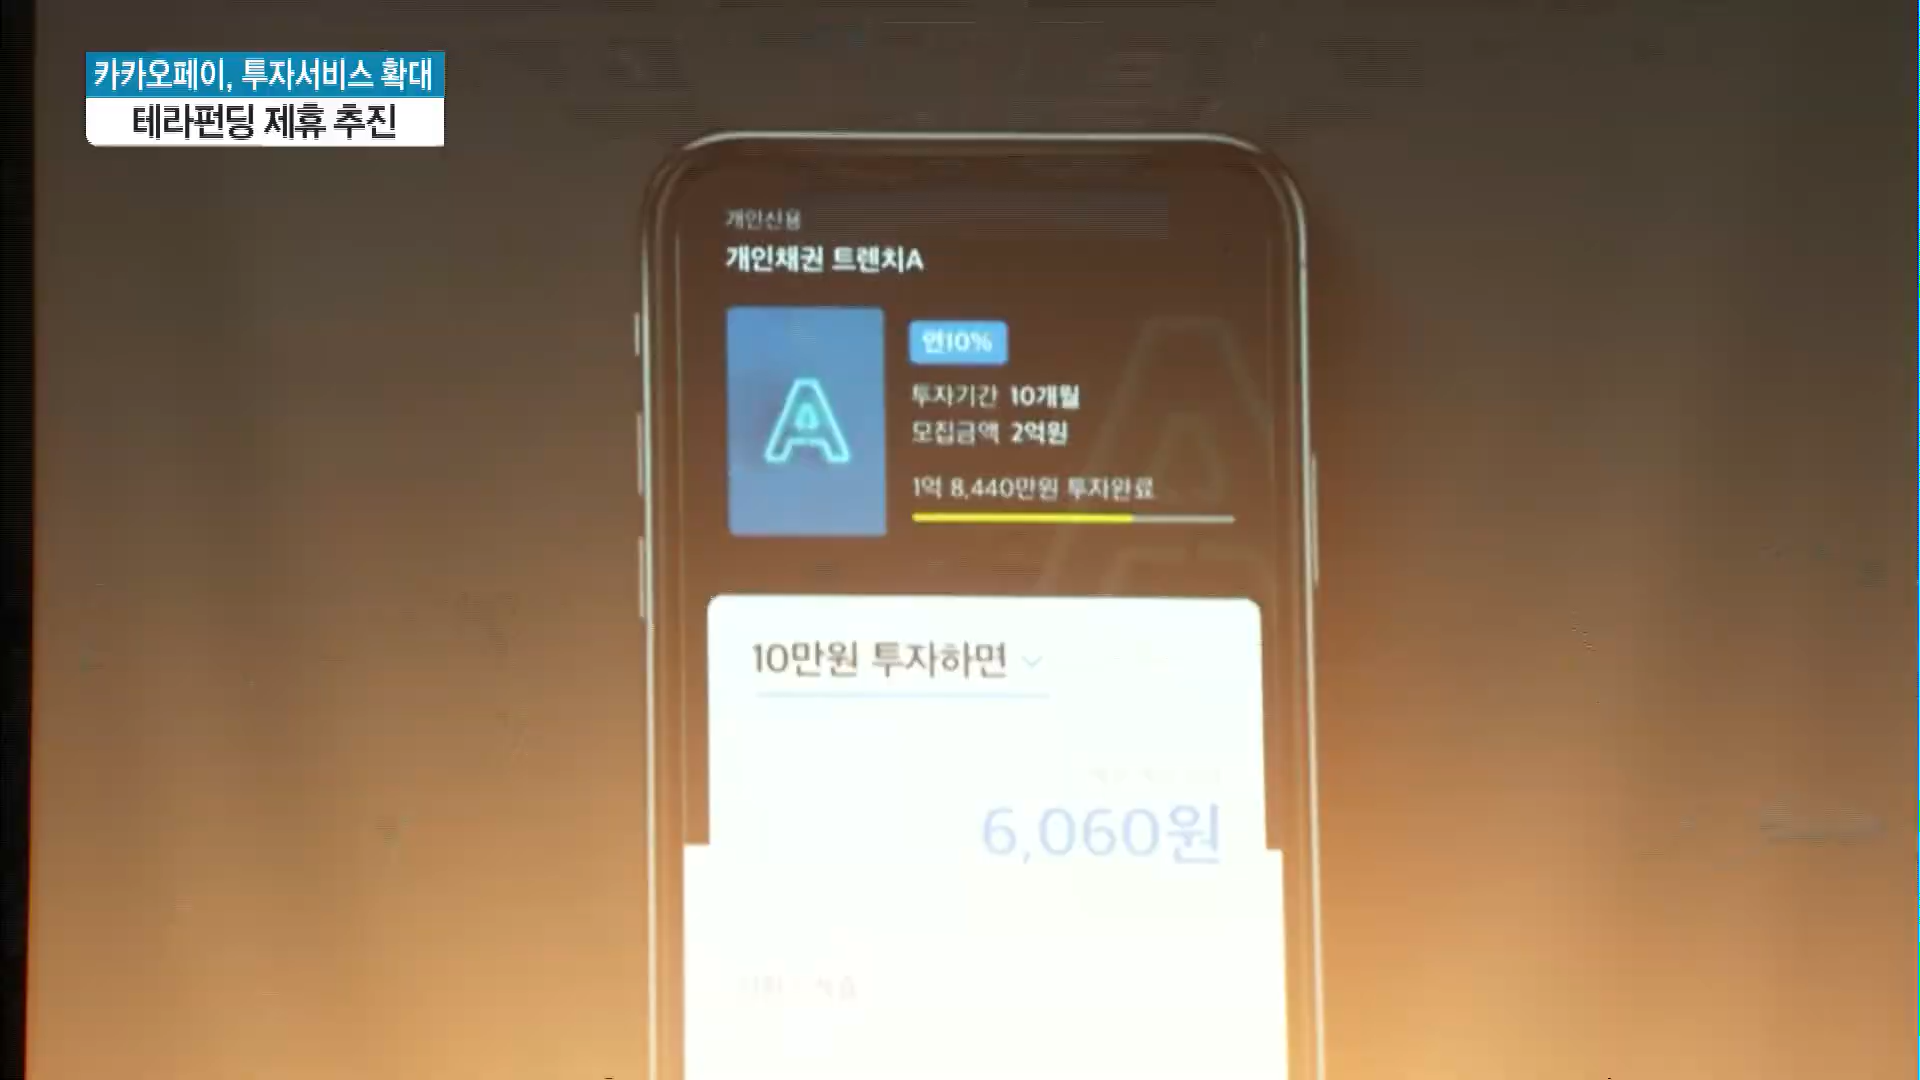 카카오페이, 투자서비스 확대
테라펀딩 제휴 추진
개인신용
개인채권 트렌치A
A
연10%
투자기간 10개월
모집금액 2억원
1억 8,440만원 투자완료
10만원 투자하면
6,060원